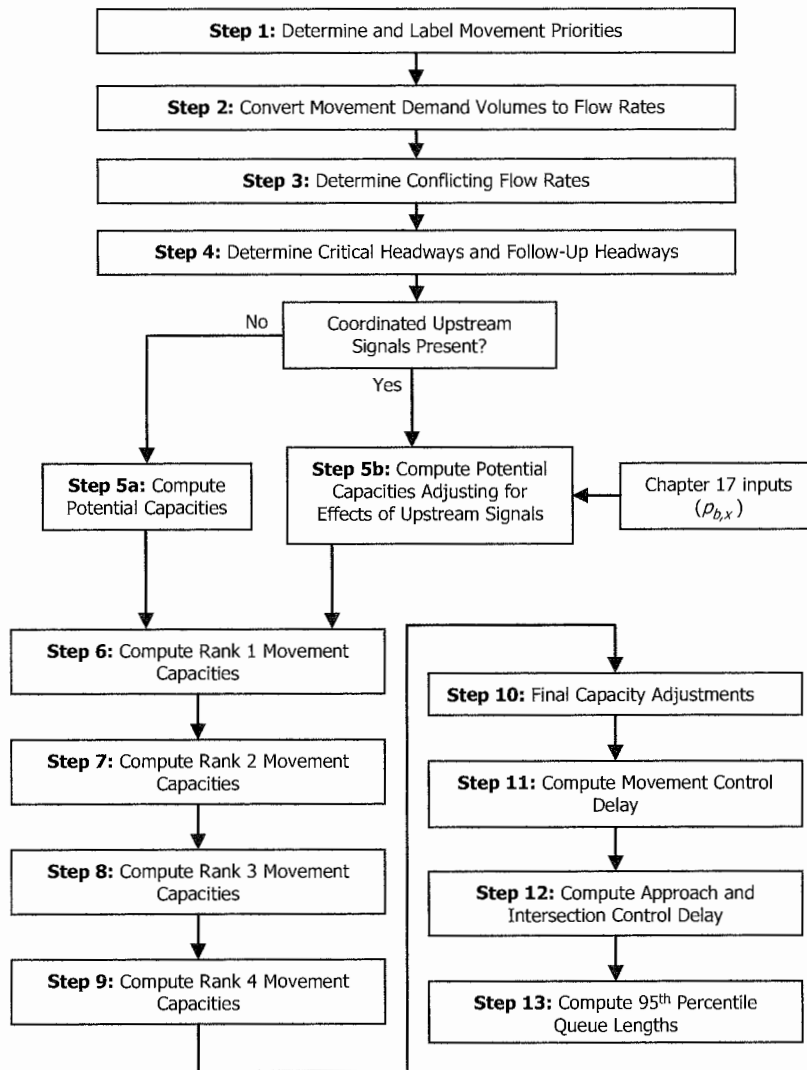 Step 1: Determine and Label Movement Priorities
Step 2: Convert Movement Demand Volumes to Flow Rates
Step 3: Determine Conflicting Flow Rates
Step 4: Determine Critical Headways and Follow-Up Headways
No
Coordinated Upstream
Signals Present?
Yes
Step 5a: Compute
Potential Capacities
Step 5b: Compute Potential
Capacities Adjusting for
Effects of Upstream Signals
Chapter 17 inputs
(p_{b,x})
Step 6: Compute Rank 1 Movement
Capacities
Step 7: Compute Rank 2 Movement
Capacities
Step 8: Compute Rank 3 Movement
Capacities
Step 9: Compute Rank 4 Movement
Capacities
Step 10: Final Capacity Adjustments
Step 11: Compute Movement Control
Delay
Step 12: Compute Approach and
Intersection Control Delay
Step 13: Compute 95th Percentile
Queue Lengths